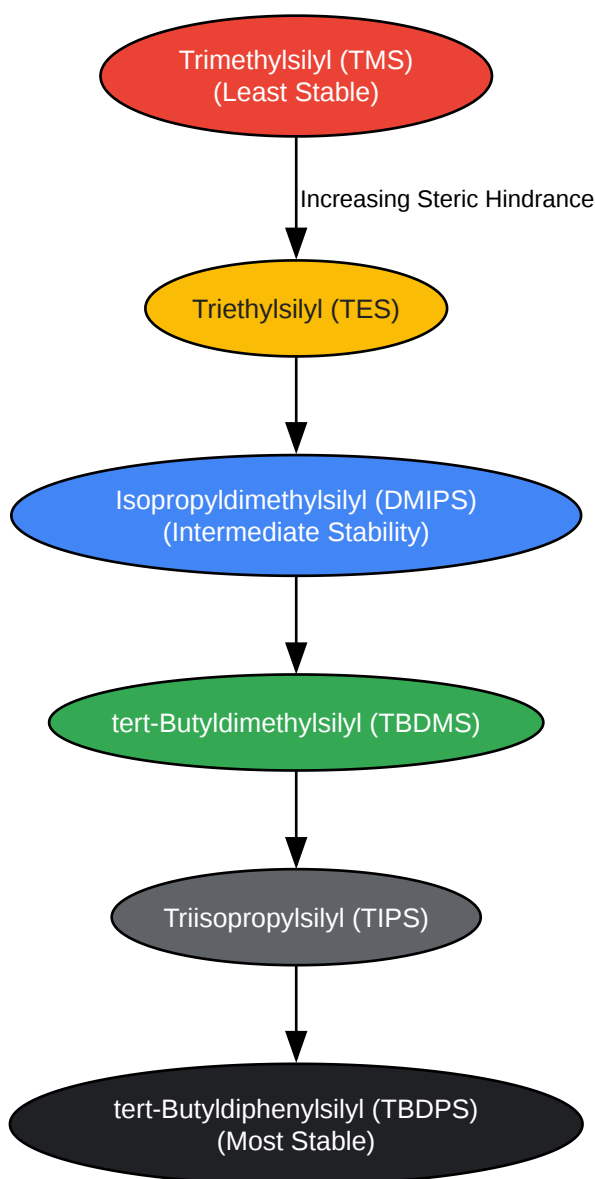 Trimethylsilyl (TMS)
(Least Stable)
Increasing Steric Hindrance
Triethylsilyl (TES)
Isopropyldimethylsilyl (DMIPS)
(Intermediate Stability)
tert-Butyldimethylsilyl (TBDMS)
Triisopropylsilyl (TIPS)
tert-Butyldiphenylsilyl (TBDPS)
(Most Stable)